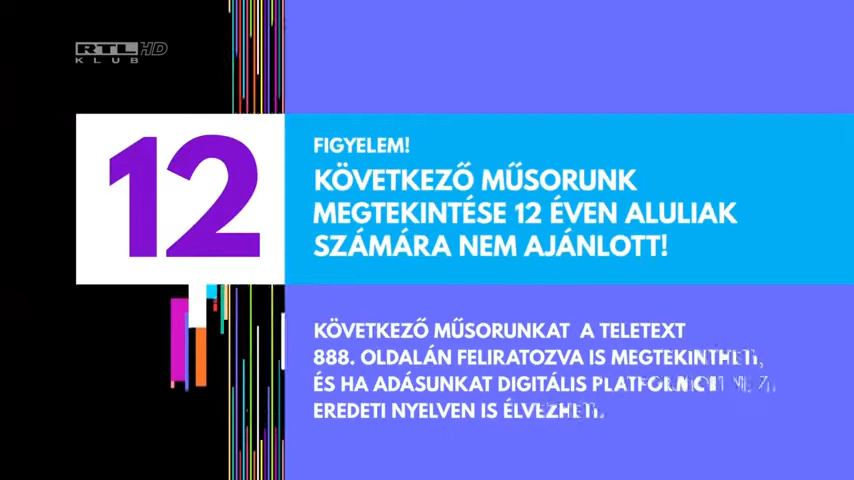 RTL HD
KLUB
12
FIGYELEM!
KÖVETKEZŐ MŰSORUNK
MEGTEKINTÉSE 12 ÉVEN ALULIAK
SZÁMÁRA NEM AJÁNLOTT!
KÖVETKEZŐ MŰSORUNKAT A TELETEXT
888. OLDALÁN FELIRATOZVA IS
ÉS HA ADÁSUNKAT DIGITÁLIS
EREDETI NYELVEN IS